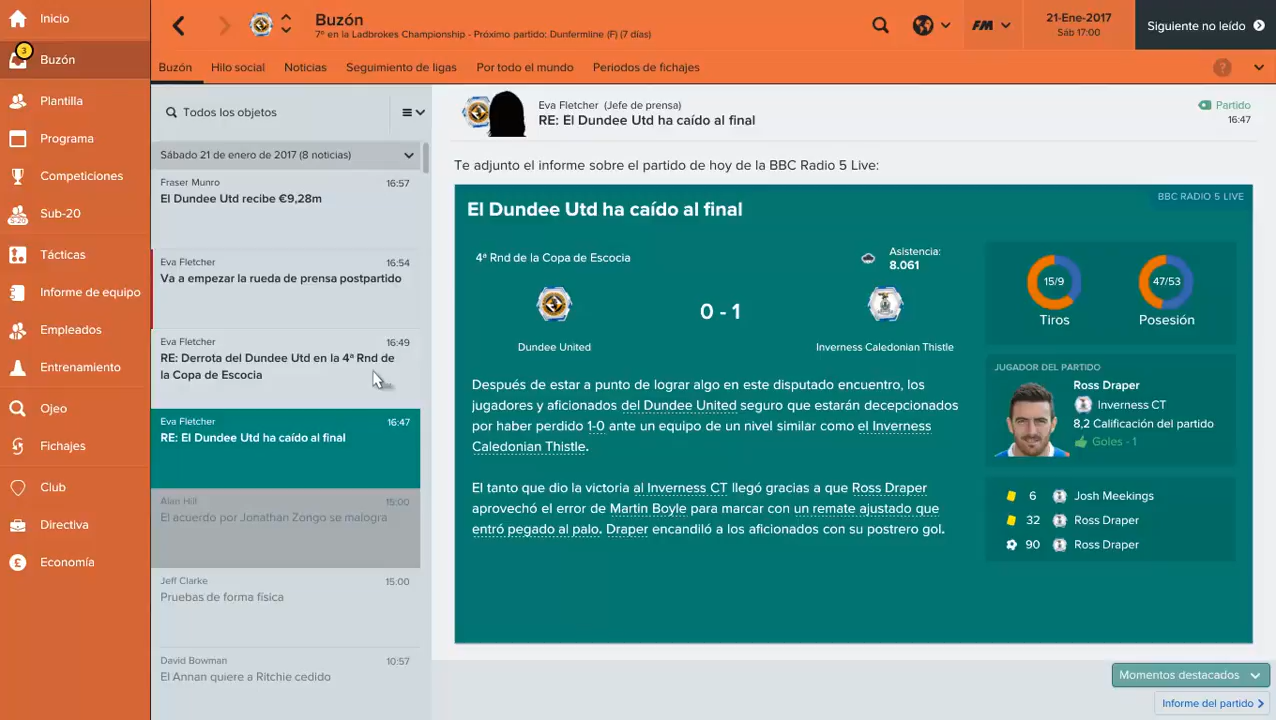 Inicio
3
Buzón
Plantilla
Programa
Competiciones
Sub-20
Tácticas
Informe de equipo
Empleados
Entrenamiento
Ojeo
Fichajes
Club
Directiva
Economía
Buzón
7º en la Ladbrokes Championship - Próximo partido: Dunfermline (F) (7 días)
FM
21-Ene-2017
Sáb 17:00
Siguiente no leído
Buzón Hilo social Noticias Seguimiento de ligas Por todo el mundo Periodos de fichajes
?
Todos los objetos
Sábado 21 de enero de 2017 (8 noticias)
Fraser Munro 16:57
El Dundee Utd recibe €9,28m
Eva Fletcher 16:54
Va a empezar la rueda de prensa postpartido
Eva Fletcher 16:49
RE: Derrota del Dundee Utd en la 4ª Rnd de
la Copa de Escocia
Eva Fletcher 16:47
RE: El Dundee Utd ha caído al final
Alan Hill 15:00
El acuerdo por Jonathan Zongo se malogra
Jeff Clarke 15:00
Pruebas de forma física
David Bowman 10:57
El Annan quiere a Ritchie cedido
Eva Fletcher (Jefe de prensa)
RE: El Dundee Utd ha caído al final
Partido
16:47
Te adjunto el informe sobre el partido de hoy de la BBC Radio 5 Live:
BBC RADIO 5 LIVE
El Dundee Utd ha caído al final
4ª Rnd de la Copa de Escocia
Asistencia:
8.061
0 - 1
Dundee United
Inverness Caledonian Thistle
Después de estar a punto de lograr algo en este disputado encuentro, los
jugadores y aficionados del Dundee United seguro que estarán decepcionados
por haber perdido 1-0 ante un equipo de un nivel similar como el Inverness
Caledonian Thistle.
El tanto que dio la victoria al Inverness CT llegó gracias a que Ross Draper
aprovechó el error de Martin Boyle para marcar con un remate ajustado que
entró pegado al palo. Draper encandiló a los aficionados con su postrero gol.
15/9
Tiros
47/53
Posesión
JUGADOR DEL PARTIDO
Ross Draper
Inverness CT
8,2 Calificación del partido
Goles - 1
6 Josh Meekings
32 Ross Draper
90 Ross Draper
Momentos destacados
Informe del partido